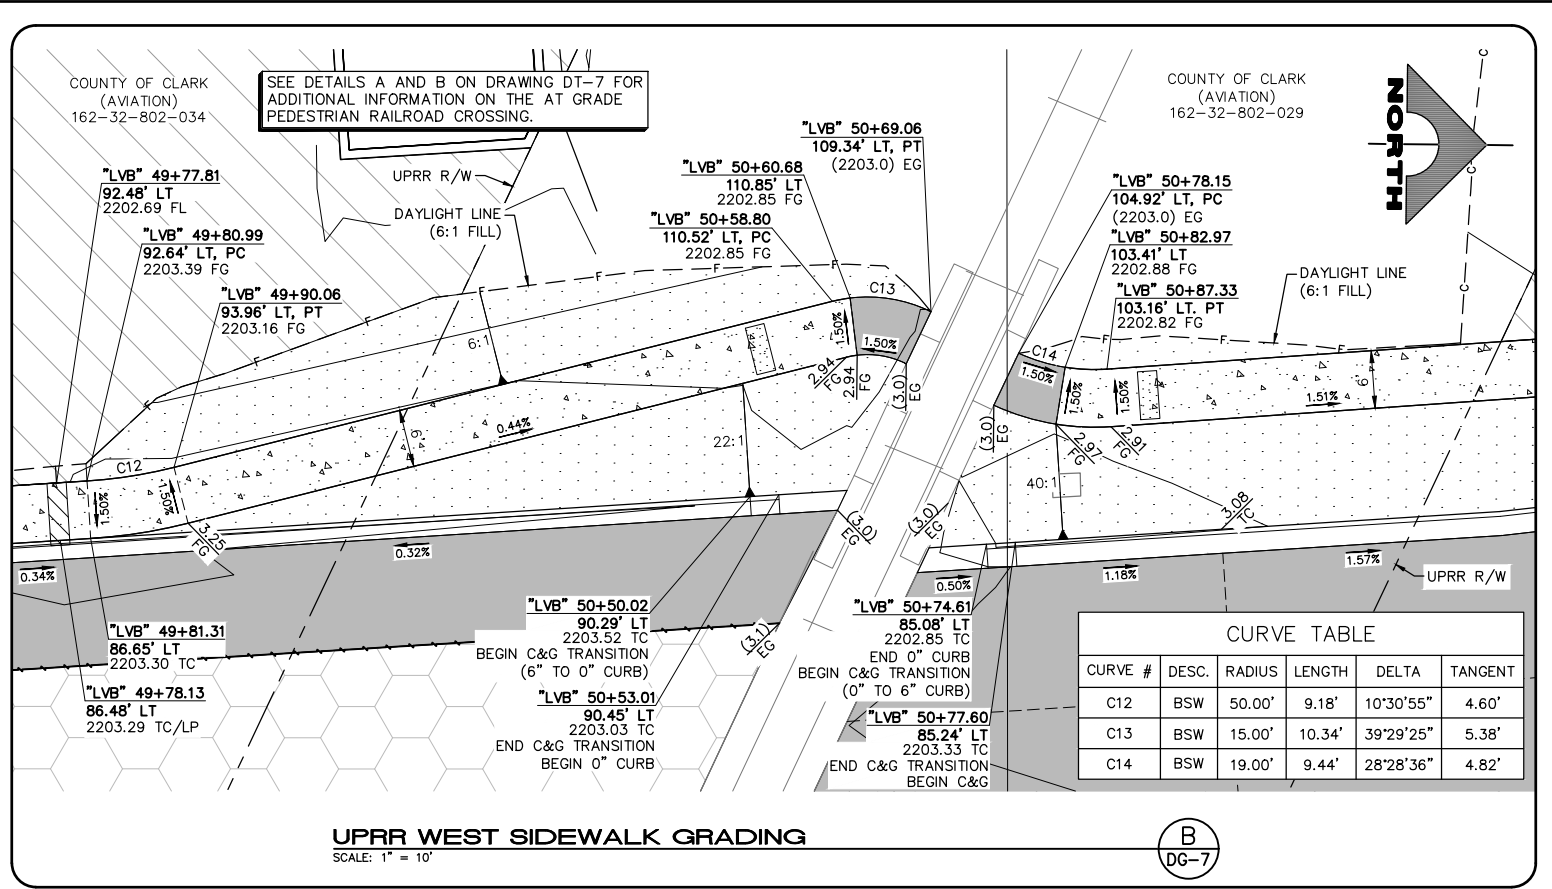 COUNTY OF CLARK
(AVIATION)
162-32-802-034
SEE DETAILS A AND B ON DRAWING DT-7 FOR
ADDITIONAL INFORMATION ON THE AT GRADE
PEDESTRIAN RAILROAD CROSSING.
COUNTY OF CLARK
(AVIATION)
162-32-802-029
NORTH
C
C
C
C
"LVB" 49+77.81
92.48' LT
2202.69 FL
"LVB" 49+80.99
92.64' LT, PC
2203.39 FG
"LVB" 49+90.06
93.96' LT, PT
2203.16 FG
UPRR R/W
DAYLIGHT LINE
(6:1 FILL)
"LVB" 50+69.06
109.34' LT, PT
(2203.0) EG
"LVB" 50+60.68
110.85' LT
2202.85 FG
"LVB" 50+58.80
110.52' LT, PC
2202.85 FG
"LVB" 50+78.15
104.92' LT, PC
(2203.0) EG
"LVB" 50+82.97
103.41' LT
2202.88 FG
"LVB" 50+87.33
103.16' LT. PT
2202.82 FG
DAYLIGHT LINE
(6:1 FILL)
F
F
F
F
F
F
F
F
F
C13
C14
C12
6:1
1.50%
1.50%
1.50%
1.50%
1.50%
1.50%
1.50%
2.94
FG
2.94
FG
(3.0)
EG
6'
0.44%
22:1
1.51%
6'
(3.0)
EG
2.97
FG
2.91
FG
40:1
3.08
TC
3.25
FG
(3.0)
EG
(3.0)
EG
0.34%
0.32%
0.50%
1.18%
1.57%
UPRR R/W
"LVB" 49+81.31
86.65' LT
2203.30 TC
"LVB" 49+78.13
86.48' LT
2203.29 TC/LP
"LVB" 50+50.02
90.29' LT
2203.52 TC
BEGIN C&G TRANSITION
(6" TO 0" CURB)
"LVB" 50+53.01
90.45' LT
2203.03 TC
END C&G TRANSITION
BEGIN 0" CURB
(3.1)
EG
"LVB" 50+74.61
85.08' LT
2202.85 TC
END 0" CURB
BEGIN C&G TRANSITION
(0" TO 6" CURB)
"LVB" 50+77.60
85.24' LT
2203.33 TC
END C&G TRANSITION
BEGIN C&G
CURVE TABLE
CURVE # DESC. RADIUS LENGTH DELTA TANGENT
C12 BSW 50.00' 9.18' 10°30'55" 4.60'
C13 BSW 15.00' 10.34' 39°29'25" 5.38'
C14 BSW 19.00' 9.44' 28°28'36" 4.82'
UPRR WEST SIDEWALK GRADING
SCALE: 1" = 10'
B
DG-7